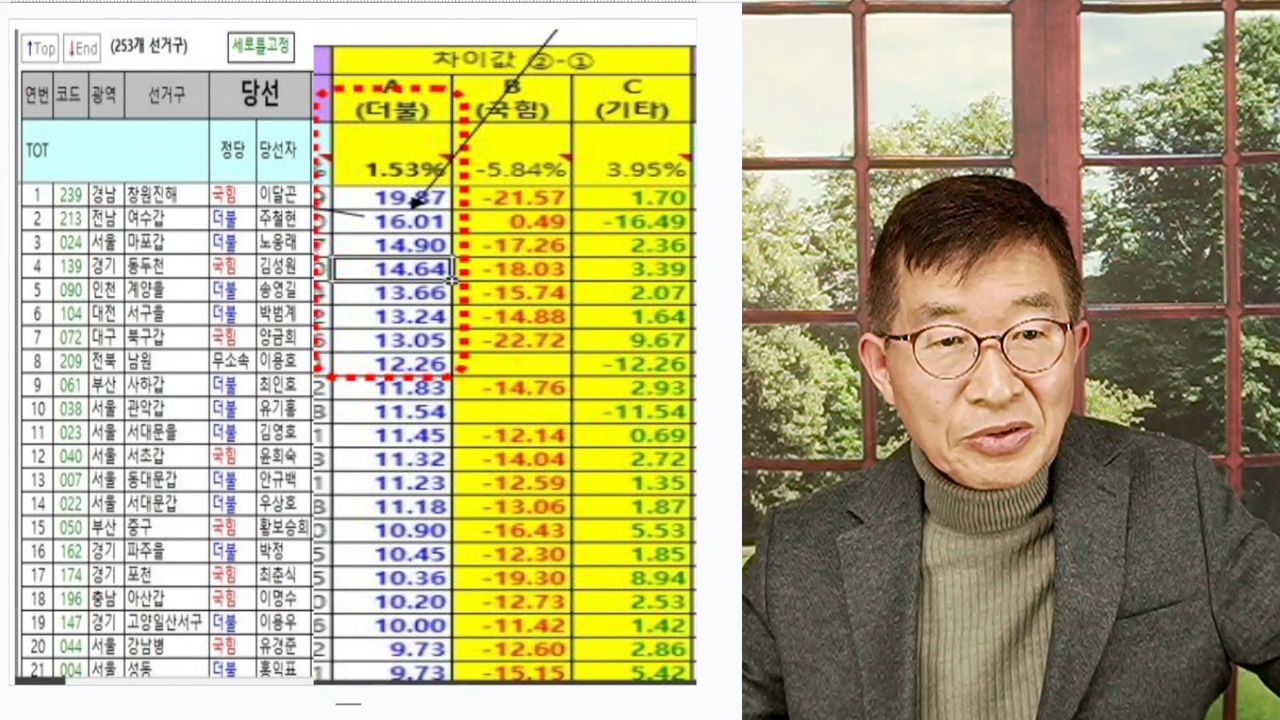 ↑Top ↓End (253개 선거구) 세로틀고정
차이값 ②-①
연번 코드 광역 선거구 당선 A B C
(더불) (국힘) (기타)
TOT 정당 당선자 1.53% -5.84% 3.95%
1 239 경남 창원진해 국힘 이달곤 19.87 -21.57 1.70
2 213 전남 여수갑 더불 주철현 16.01 0.49 -16.49
3 024 서울 마포갑 더불 노웅래 14.90 -17.26 2.36
4 139 경기 동두천 국힘 김성원 14.64 -18.03 3.39
5 090 인천 계양을 더불 송영길 13.66 -15.74 2.07
6 104 대전 서구을 더불 박범계 13.24 -14.88 1.64
7 072 대구 북구갑 국힘 양금희 13.05 -22.72 9.67
8 209 전북 남원 무소속 이용호 12.26 -12.26
9 061 부산 사하갑 더불 최인호 11.83 -14.76 2.93
10 038 서울 관악갑 더불 유기홍 11.54 -11.54
11 023 서울 서대문을 더불 김영호 11.45 -12.14 0.69
12 040 서울 서초갑 국힘 윤희숙 11.32 -14.04 2.72
13 007 서울 동대문갑 더불 안규백 11.23 -12.59 1.35
14 022 서울 서대문갑 더불 우상호 11.18 -13.06 1.87
15 050 부산 중구 국힘 황보승희 10.90 -16.43 5.53
16 162 경기 파주을 더불 박정 10.45 -12.30 1.85
17 174 경기 포천 국힘 최춘식 10.36 -19.30 8.94
18 196 충남 아산갑 국힘 이명수 10.20 -12.73 2.53
19 147 경기 고양일산서구 더불 이용우 10.00 -11.42 1.42
20 044 서울 강남병 국힘 유경준 9.73 -12.60 2.86
21 004 서울 성동 더불 홍익표 9.73 -15.15 5.42